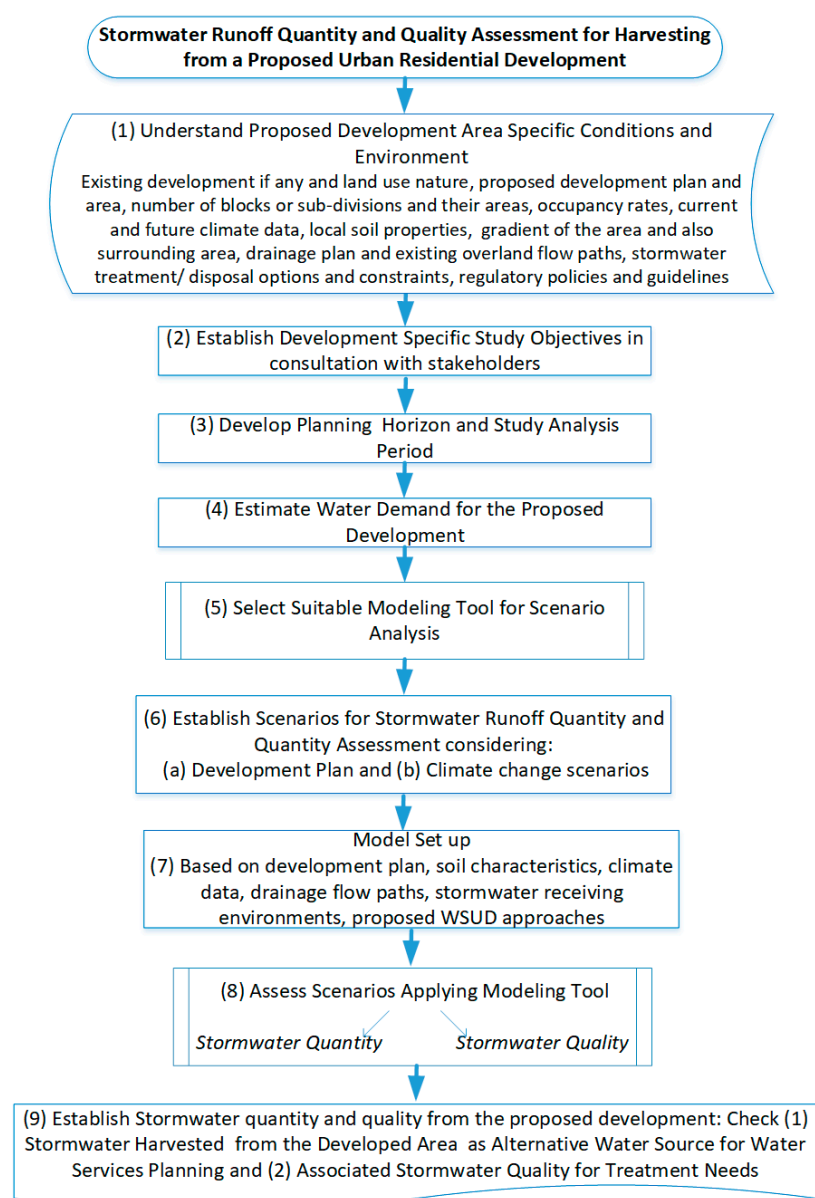 Stormwater Runoff Quantity and Quality Assessment for Harvesting
from a Proposed Urban Residential Development
(1) Understand Proposed Development Area Specific Conditions and
Environment
Existing development if any and land use nature, proposed development plan and
area, number of blocks or sub-divisions and their areas, occupancy rates, current
and future climate data, local soil properties, gradient of the area and also
surrounding area, drainage plan and existing overland flow paths, stormwater
treatment/ disposal options and constraints, regulatory policies and guidelines
(2) Establish Development Specific Study Objectives in
consultation with stakeholders
(3) Develop Planning Horizon and Study Analysis
Period
(4) Estimate Water Demand for the Proposed
Development
(5) Select Suitable Modeling Tool for Scenario
Analysis
(6) Establish Scenarios for Stormwater Runoff Quantity and
Quantity Assessment considering:
(a) Development Plan and (b) Climate change scenarios
Model Set up
(7) Based on development plan, soil characteristics, climate
data, drainage flow paths, stormwater receiving
environments, proposed WSUD approaches
(8) Assess Scenarios Applying Modeling Tool
Stormwater Quantity Stormwater Quality
(9) Establish Stormwater quantity and quality from the proposed development: Check (1)
Stormwater Harvested from the Developed Area as Alternative Water Source for Water
Services Planning and (2) Associated Stormwater Quality for Treatment Needs